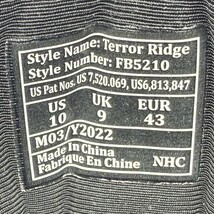 Style Name: Terror Ridge
Style Number: FB5210
US Pat Nos. US 7,520,069, US6,813,847
US UK EUR
10 9 43
M03/Y2022
Made in China
Fabrique En Chine NHC